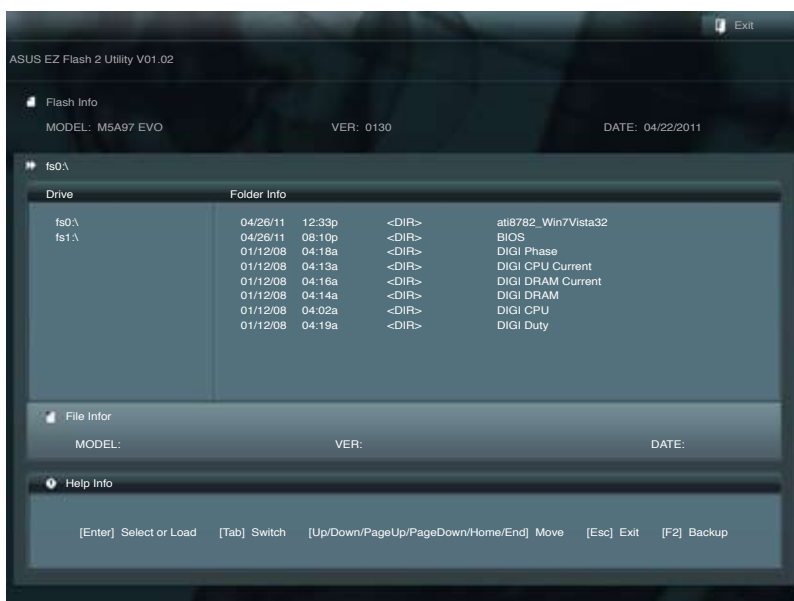 Exit
ASUS EZ Flash 2 Utility V01.02
Flash Info
MODEL: M5A97 EVO VER: 0130 DATE: 04/22/2011
fs0:\
Drive Folder Info
fs0:\ 04/26/11 12:33p <DIR> ati8782_Win7Vista32
fs1:\ 04/26/11 08:10p <DIR> BIOS
01/12/08 04:18a <DIR> DIGI Phase
01/12/08 04:13a <DIR> DIGI CPU Current
01/12/08 04:16a <DIR> DIGI DRAM Current
01/12/08 04:14a <DIR> DIGI DRAM
01/12/08 04:02a <DIR> DIGI CPU
01/12/08 04:19a <DIR> DIGI Duty
File Infor
MODEL: VER: DATE:
Help Info
[Enter] Select or Load [Tab] Switch [Up/Down/PageUp/PageDown/Home/End] Move [Esc] Exit [F2] Backup